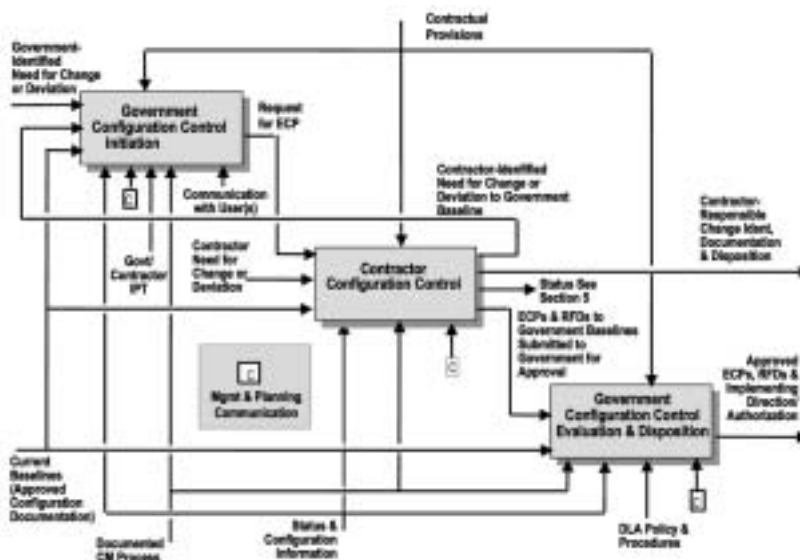 Contractual
Provisions
Government-
Identified
Need for Change
or Deviation
Government
Configuration Control
Initiation
Request
for ECP
C
Communication
with User(s)
Contractor-Identified
Need for Change or
Deviation to Government
Baseline
Contractor-
Responsible
Change Ident,
Documentation
& Disposition
Govt/
Contractor
IPT
Contractor
Need for
Change or
Deviation
Contractor
Configuration Control
Status See
Section 5
ECPs & RFDs to
Government Baselines
Submitted to
Government for
Approval
C
C
Mgmt & Planning
Communication
Approved
ECPs, RFDs &
Implementing
Direction/
Authorization
Government
Configuration Control
Evaluation & Disposition
Current
Baselines
(Approved
Configuration
Documentation)
C
Documented
CM Process
Status &
Configuration
Information
DLA Policy &
Procedures